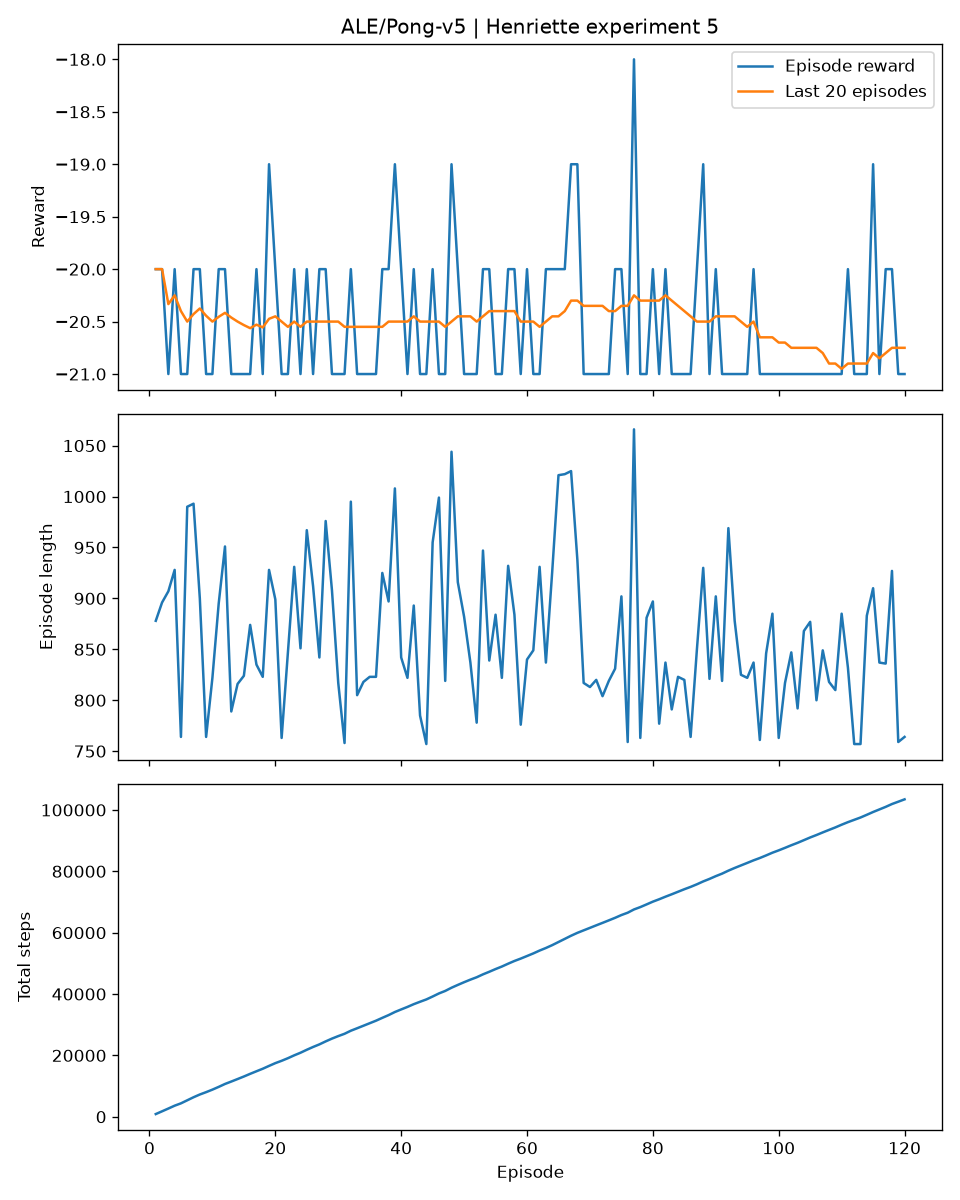 ALE/Pong-v5 | Henriette experiment 5
Episode reward
Last 20 episodes
−18.0
−18.5
−19.0
−19.5
−20.0
−20.5
−21.0
Reward
1050
1000
950
900
850
800
750
Episode length
100000
80000
60000
40000
20000
0
Total steps
0 20 40 60 80 100 120
Episode